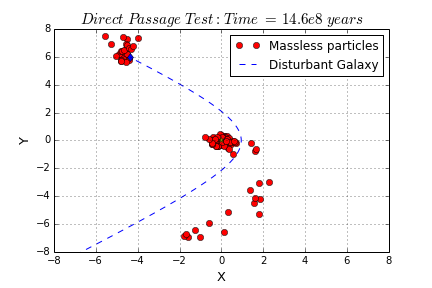 Direct Passage Test: Time = 14.6e8 years
Massless particles
Disturbant Galaxy
Y
8
6
4
2
0
−2
−4
−6
−8
−8 −6 −4 −2 0 2 4 6 8
X